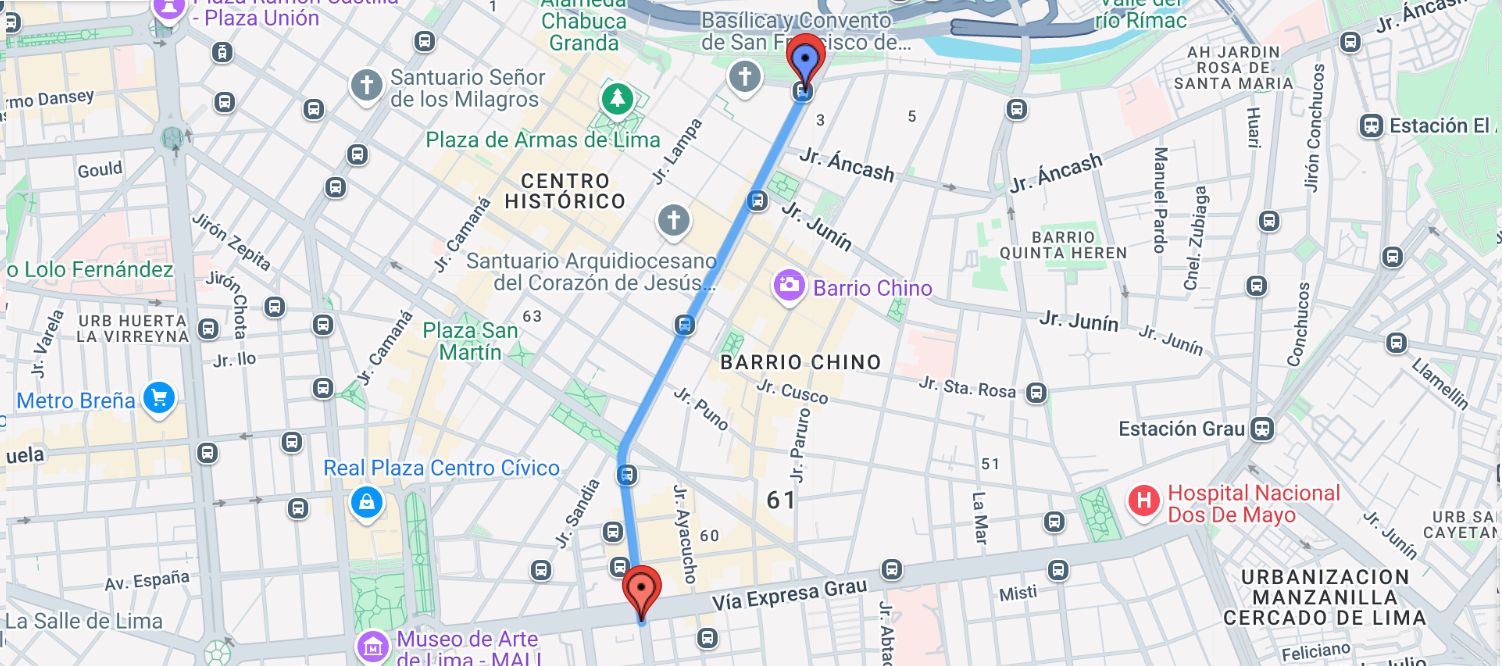 Plaza Ramón Castilla
- Plaza Unión
1
Alameda
Chabuca
Granda
Basílica y Convento
de San Francisco de...
Valle del
río Rímac
Jr. Áncash
AH JARDIN
ROSA DE
SANTA MARIA
Santuario Señor
de los Milagros
rmo Dansey
Plaza de Armas de Lima
Jr. Lampa
3
5
Huari
Jirón Conchucos
Estación El
Gould
CENTRO
HISTÓRICO
Jr. Áncash
Jr. Áncash
Manuel Pardo
Cnel. Zubiaga
Jirón Zepita
Jr. Camaná
Jr. Junín
BARRIO
QUINTA HEREN
o Lolo Fernández
Jirón Chota
Santuario Arquidiocesano
del Corazón de Jesús...
Barrio Chino
URB HUERTA
LA VIRREYNA
Jr. Varela
63
Plaza San
Martín
Jr. Camaná
Jr. Ilo
Jr. Junín
Jr. Junín
Conchucos
BARRIO CHINO
Jr. Cusco
Jr. Sta. Rosa
Llamellin
Metro Breña
Jr. Puno
Jr. Paruro
Estación Grau
uela
Real Plaza Centro Cívico
51
61
La Mar
Hospital Nacional
Dos De Mayo
Jr. Sandia
Jr. Ayacucho
60
Jr. Junín
URB SA
CAYETAN
Av. España
Vía Expresa Grau
Misti
URBANIZACION
MANZANILLA
CERCADO DE LIMA
La Salle de Lima
Museo de Arte
de Lima - MALI
Jr. Abtao
Feliciano
Julio